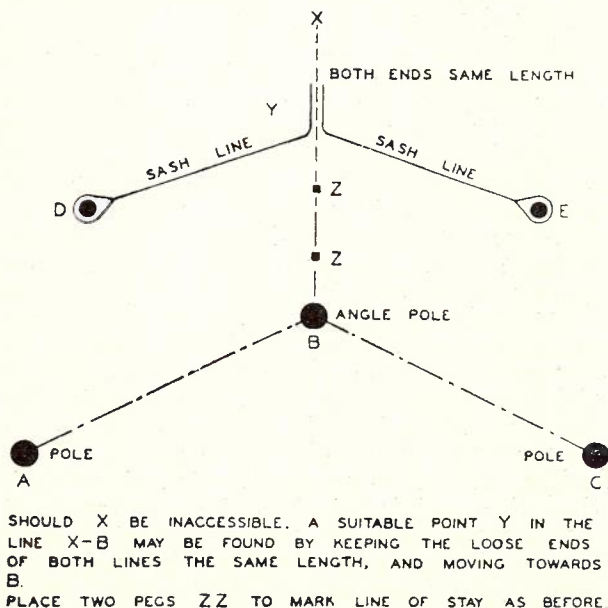 X
BOTH ENDS SAME LENGTH
Y
SASH LINE
SASH LINE
Z
D
E
Z
ANGLE POLE
B
POLE
POLE
A
C
SHOULD X BE INACCESSIBLE. A SUITABLE POINT Y IN THE
LINE X-B MAY BE FOUND BY KEEPING THE LOOSE ENDS
OF BOTH LINES THE SAME LENGTH, AND MOVING TOWARDS
B.
PLACE TWO PEGS ZZ TO MARK LINE OF STAY AS BEFORE